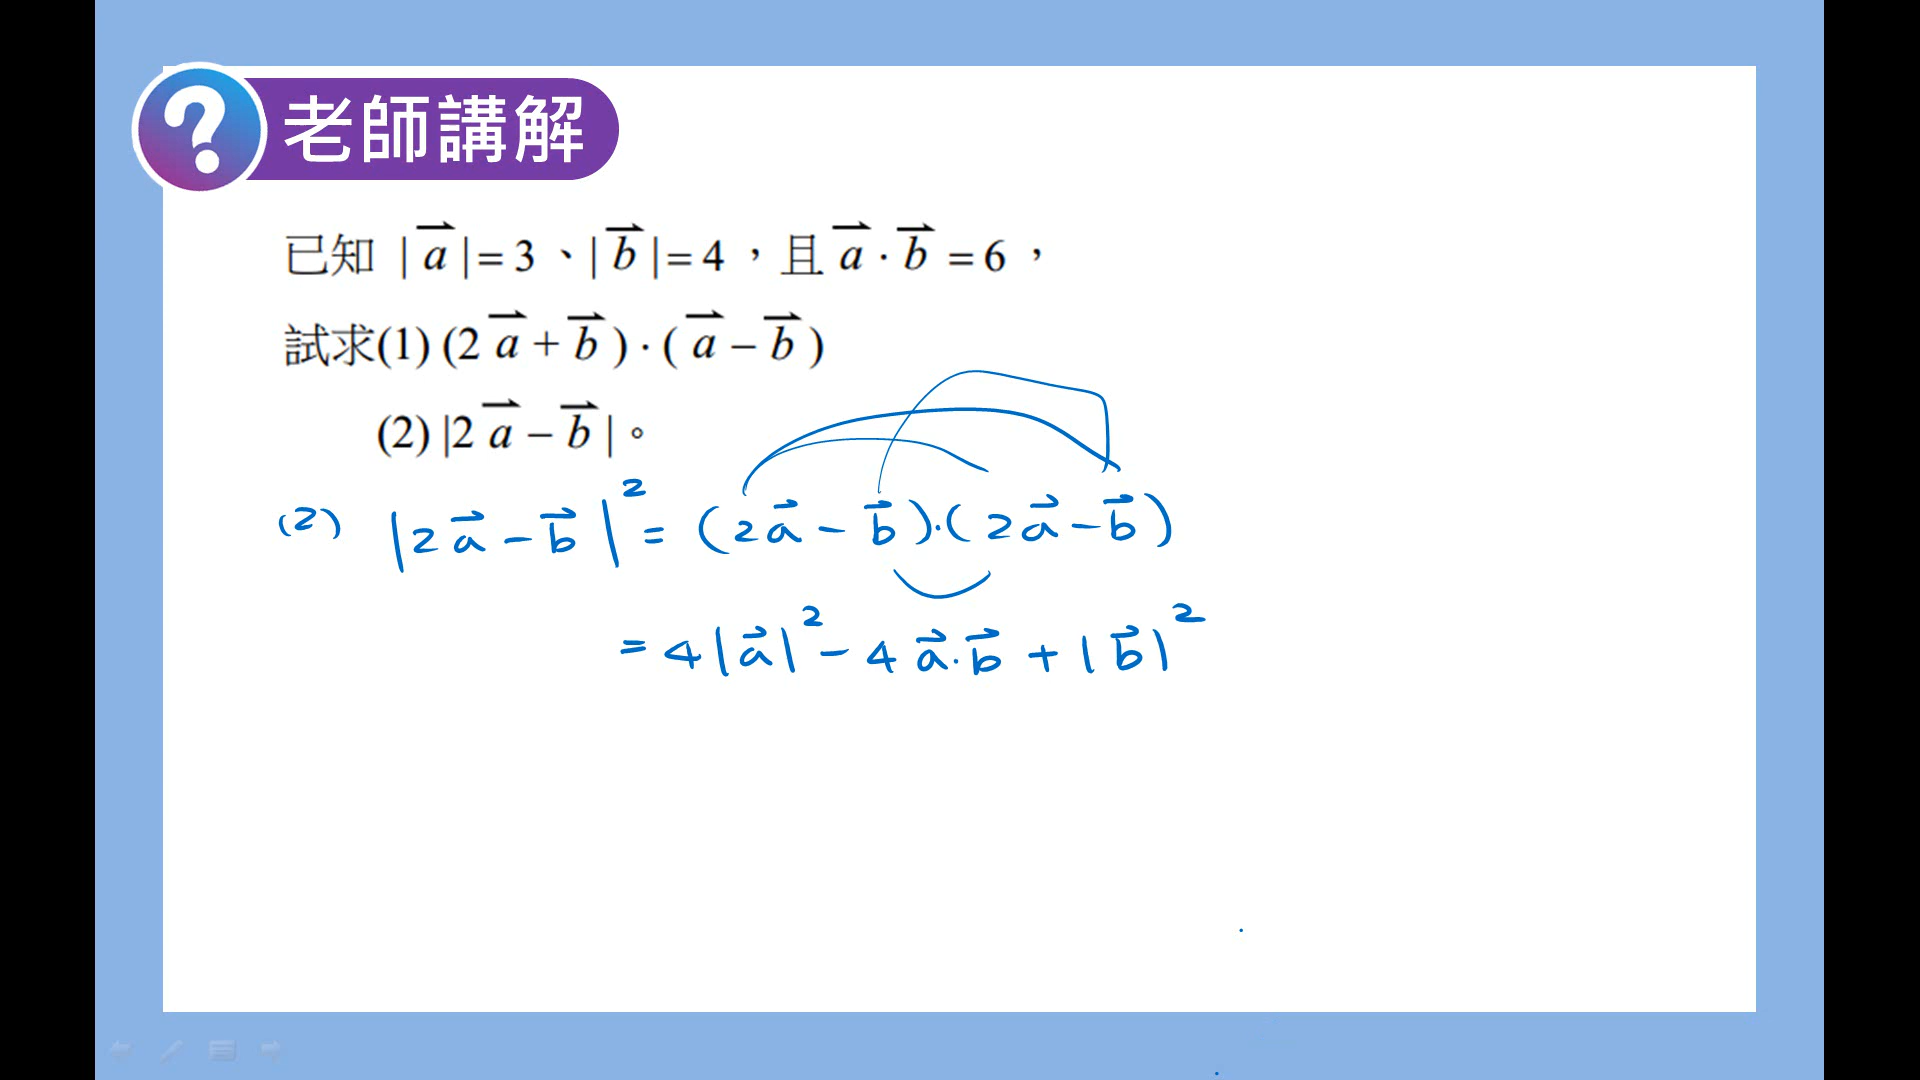 老師講解
已知 |a⃗|=3、|b⃗|=4，且 a⃗·b⃗=6，
試求(1) (2a⃗+b⃗)·(a⃗−b⃗)
(2) |2a⃗−b⃗|。
(2) |2a⃗−b⃗|² = (2a⃗−b⃗)·(2a⃗−b⃗)
= 4|a⃗|² − 4a⃗·b⃗ + |b⃗|²